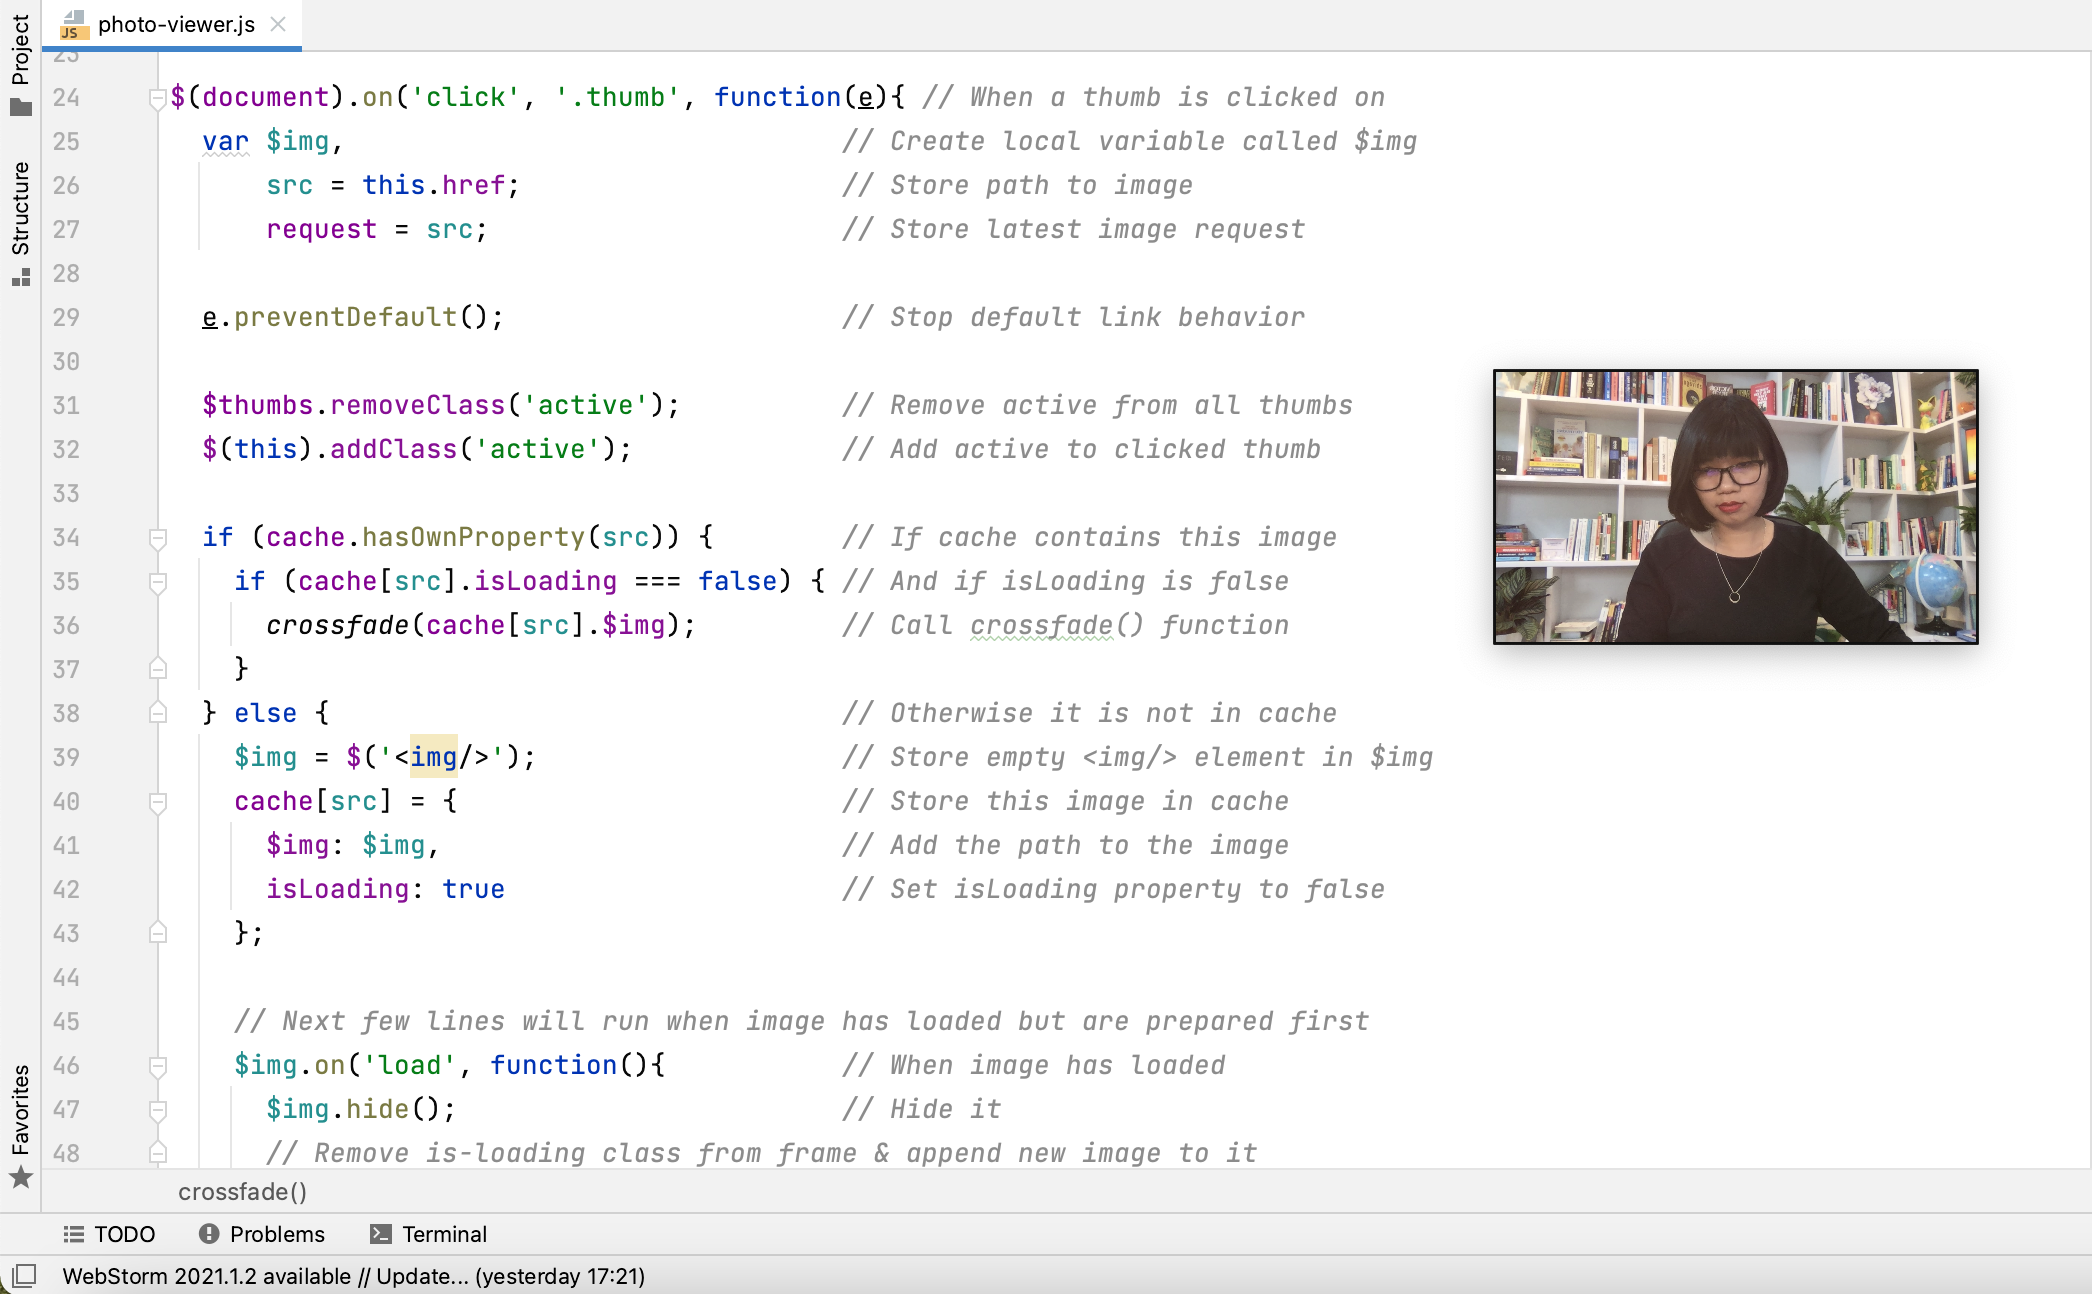 Project
Structure
Favorites
JS photo-viewer.js
23
24 $(document).on('click', '.thumb', function(e){ // When a thumb is clicked on
25 var $img, // Create local variable called $img
26 src = this.href; // Store path to image
27 request = src; // Store latest image request
28
29 e.preventDefault(); // Stop default link behavior
30
31 $thumbs.removeClass('active'); // Remove active from all thumbs
32 $(this).addClass('active'); // Add active to clicked thumb
33
34 if (cache.hasOwnProperty(src)) { // If cache contains this image
35 if (cache[src].isLoading === false) { // And if isLoading is false
36 crossfade(cache[src].$img); // Call crossfade() function
37 }
38 } else { // Otherwise it is not in cache
39 $img = $('<img/>'); // Store empty <img/> element in $img
40 cache[src] = { // Store this image in cache
41 $img: $img, // Add the path to the image
42 isLoading: true // Set isLoading property to false
43 };
44
45 // Next few lines will run when image has loaded but are prepared first
46 $img.on('load', function(){ // When image has loaded
47 $img.hide(); // Hide it
48 // Remove is-loading class from frame & append new image to it
crossfade()
TODO Problems Terminal
WebStorm 2021.1.2 available // Update... (yesterday 17:21)